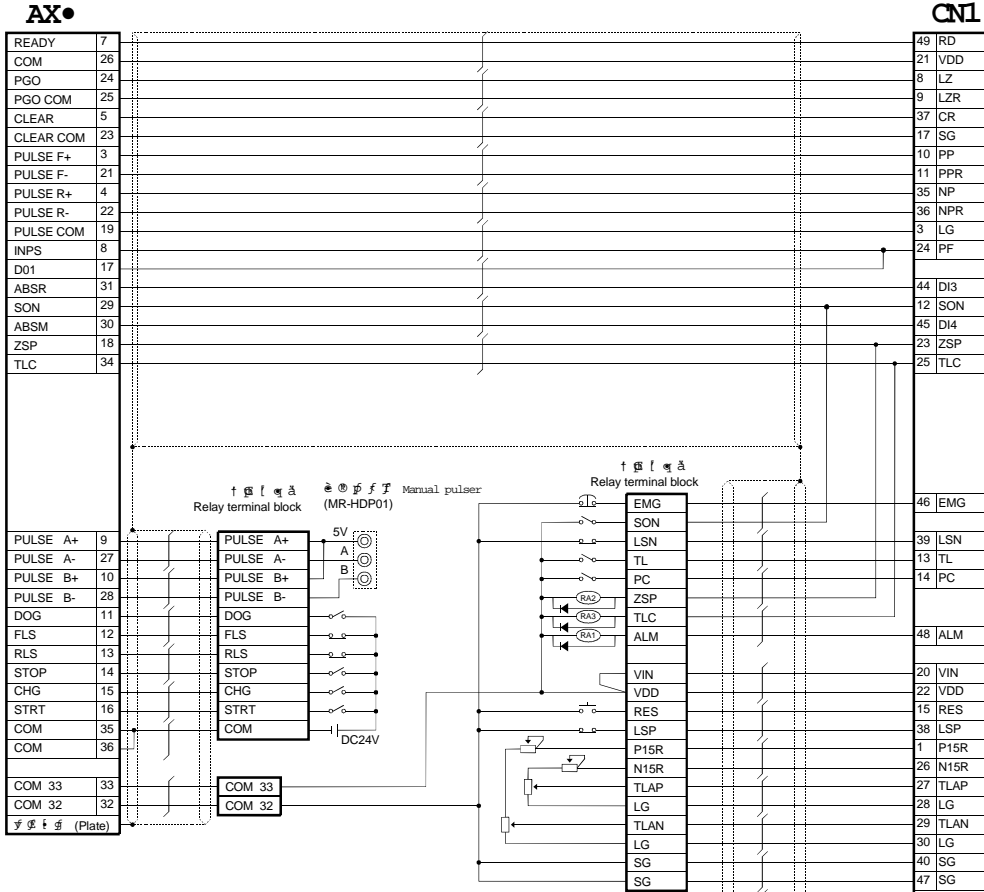 AX●
CN1
READY 7
COM 26
PGO 24
PGO COM 25
CLEAR 5
CLEAR COM 23
PULSE F+ 3
PULSE F- 21
PULSE R+ 4
PULSE R- 22
PULSE COM 19
INPS 8
D01 17
ABSR 31
SON 29
ABSM 30
ZSP 18
TLC 34
49 RD
21 VDD
8 LZ
9 LZR
37 CR
17 SG
10 PP
11 PPR
35 NP
36 NPR
3 LG
24 PF
44 DI3
12 SON
45 DI4
23 ZSP
25 TLC
Relay terminal block
Manual pulser
(MR-HDP01)
Relay terminal block
PULSE A+ 9
PULSE A- 27
PULSE B+ 10
PULSE B- 28
DOG 11
FLS 12
RLS 13
STOP 14
CHG 15
STRT 16
COM 35
COM 36
COM 33 33
COM 32 32
(Plate)
PULSE A+
PULSE A-
PULSE B+
PULSE B-
DOG
FLS
RLS
STOP
CHG
STRT
COM
COM 33
COM 32
5V
A
B
DC24V
RA2
RA3
RA1
EMG
SON
LSN
TL
PC
ZSP
TLC
ALM
VIN
VDD
RES
LSP
P15R
N15R
TLAP
LG
TLAN
LG
SG
SG
46 EMG
39 LSN
13 TL
14 PC
48 ALM
20 VIN
22 VDD
15 RES
38 LSP
1 P15R
26 N15R
27 TLAP
28 LG
29 TLAN
30 LG
40 SG
47 SG